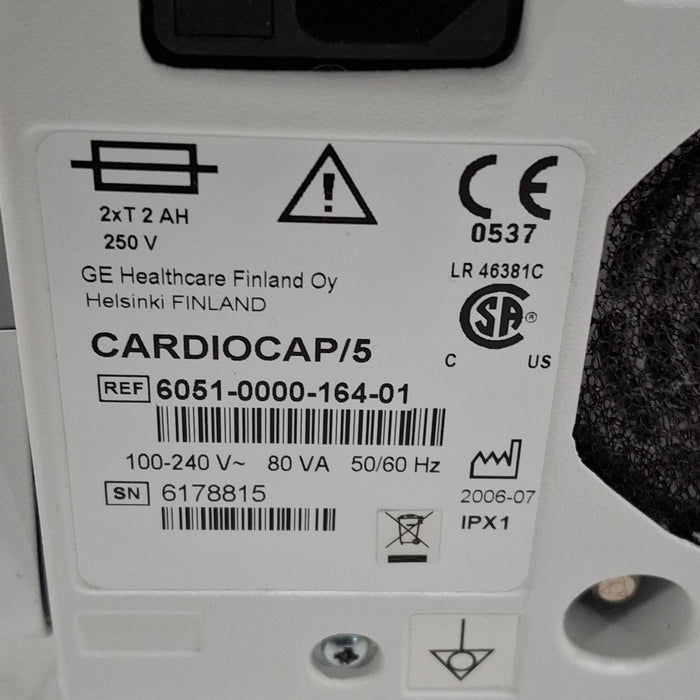 2xT 2 AH
250 V
CE
0537
GE Healthcare Finland Oy
Helsinki FINLAND
LR 46381C
CARDIOCAP/5
SA ®
C US
REF 6051-0000-164-01
100-240 V~ 80 VA 50/60 Hz
SN 6178815
2006-07
IPX1